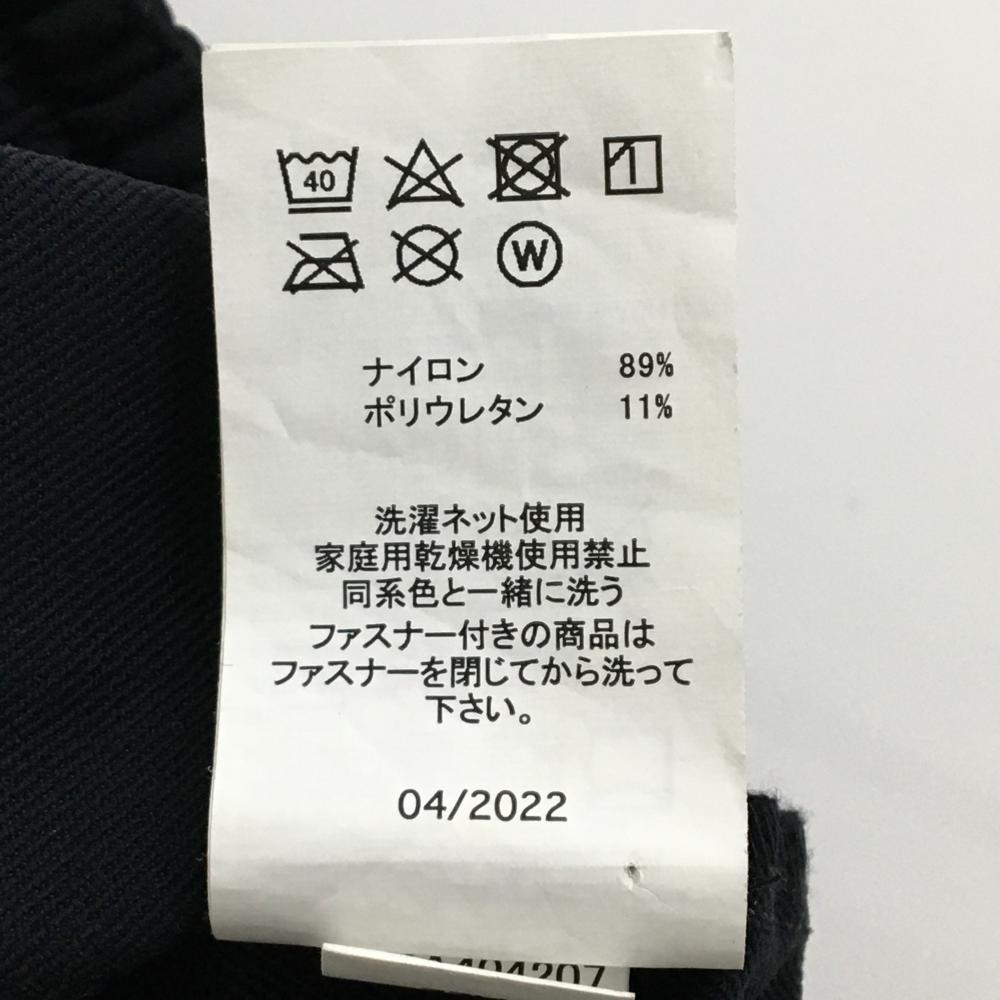 40
W
ナイロン 89%
ポリウレタン 11%
洗濯ネット使用
家庭用乾燥機使用禁止
同系色と一緒に洗う
ファスナー付きの商品は
ファスナーを閉じてから洗って
下さい。
04/2022